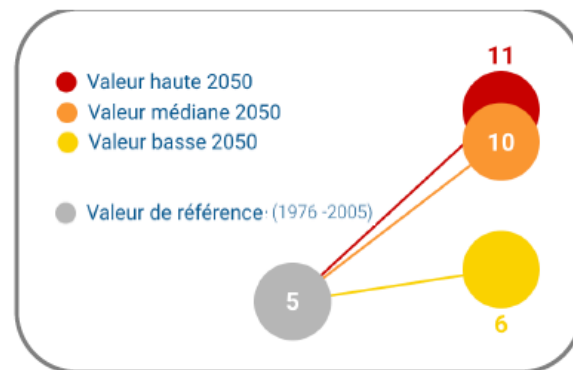 11
Valeur haute 2050
Valeur médiane 2050
Valeur basse 2050
10
Valeur de référence· (1976 -2005)
5
6